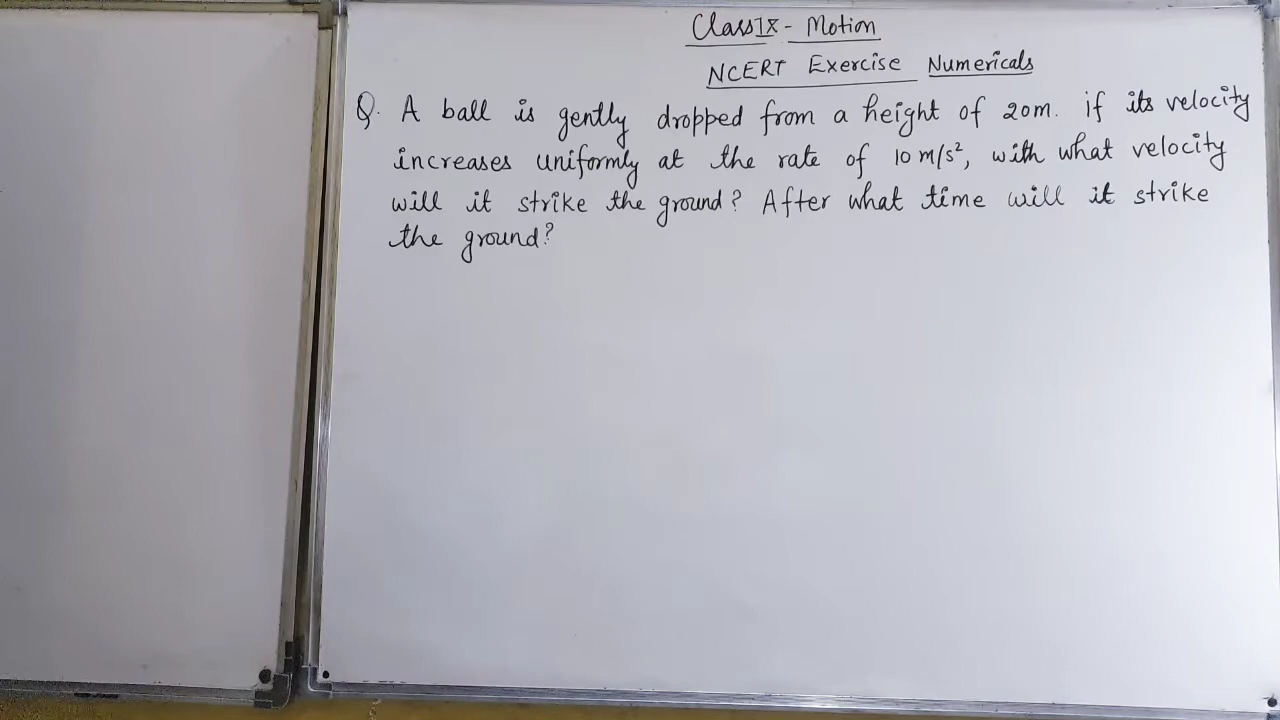 Class IX - Motion
NCERT Exercise Numericals
Q. A ball is gently dropped from a height of 20m. if its velocity
increases uniformly at the rate of 10 m/s², with what velocity
will it strike the ground? After what time will it strike
the ground?